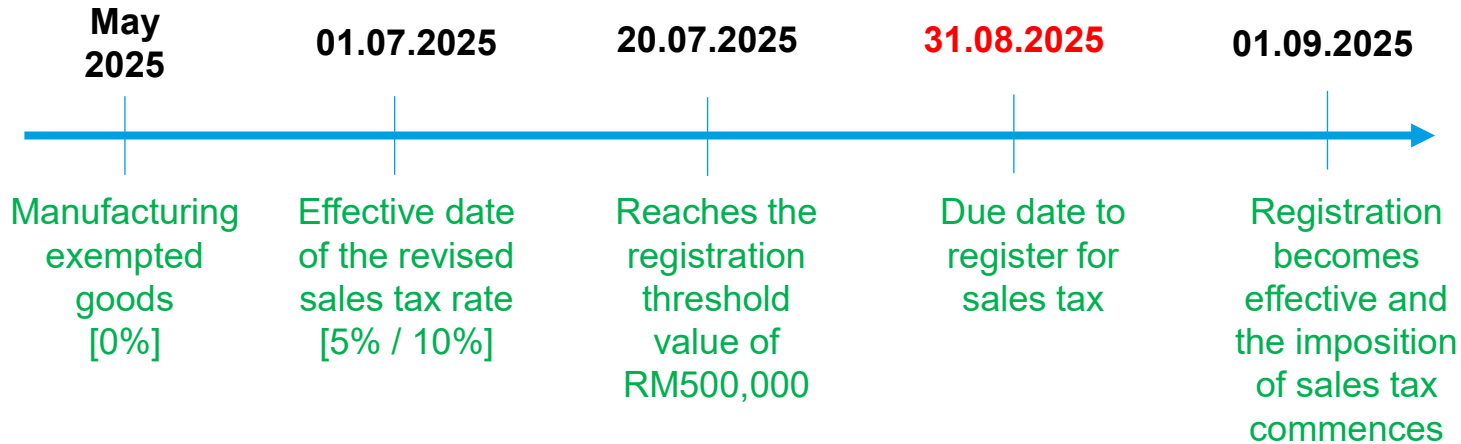 May
2025
01.07.2025
20.07.2025
31.08.2025
01.09.2025
Manufacturing
exempted
goods
[0%]
Effective date
of the revised
sales tax rate
[5% / 10%]
Reaches the
registration
threshold
value of
RM500,000
Due date to
register for
sales tax
Registration
becomes
effective and
the imposition
of sales tax
commences